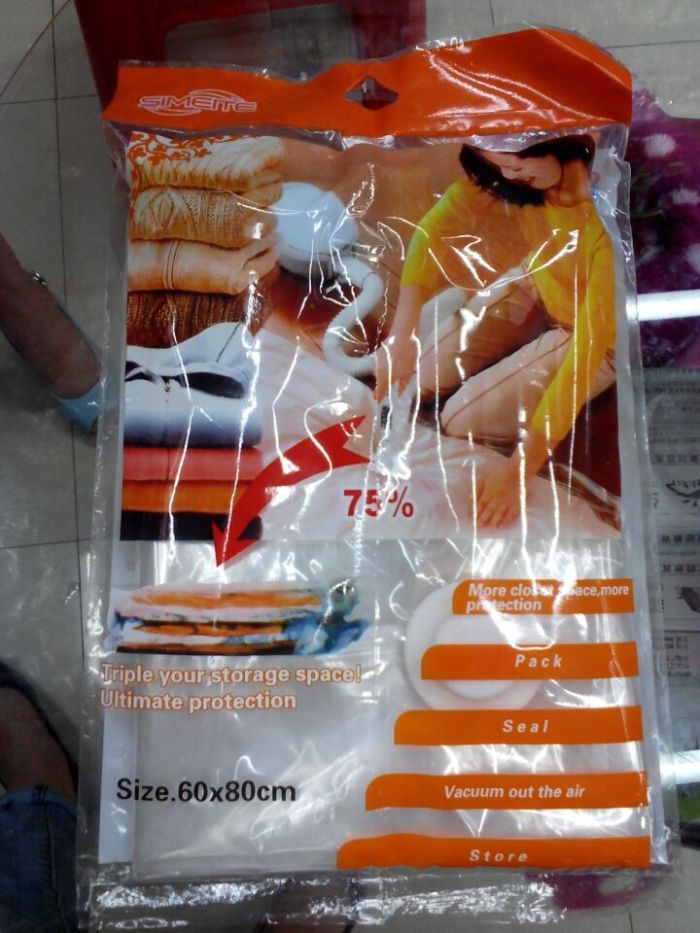 SIMEITE
75%
More closet space,more
protection
Pack
Triple your storage space!
Ultimate protection
Seal
Size.60x80cm
Vacuum out the air
Store